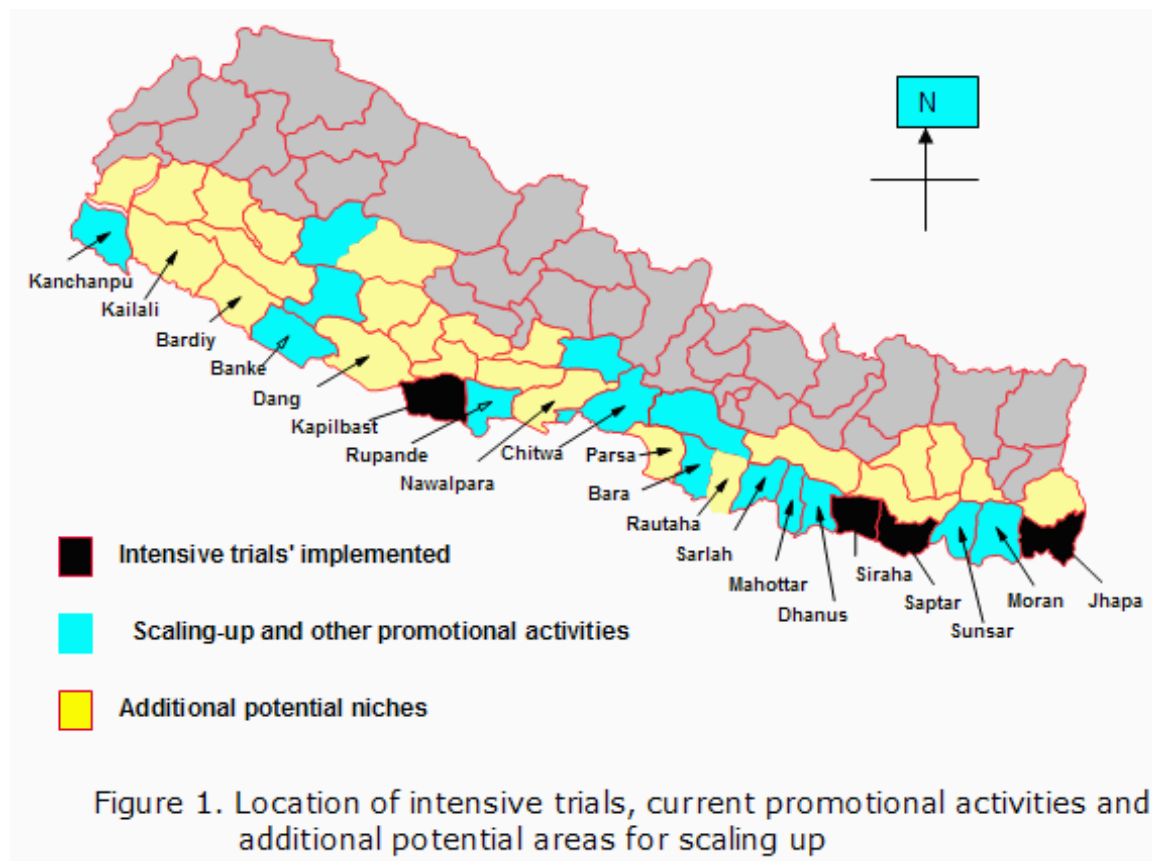 N
Kanchanpu
Kailali
Bardiy
Banke
Dang
Kapilbast
Rupande
Nawalpara
Chitwa
Parsa
Bara
Rautaha
Sarlah
Mahottar
Dhanus
Siraha
Saptar
Sunsar
Moran
Jhapa
Intensive trials' implemented
Scaling-up and other promotional activities
Additional potential niches
Figure 1. Location of intensive trials, current promotional activities and
additional potential areas for scaling up